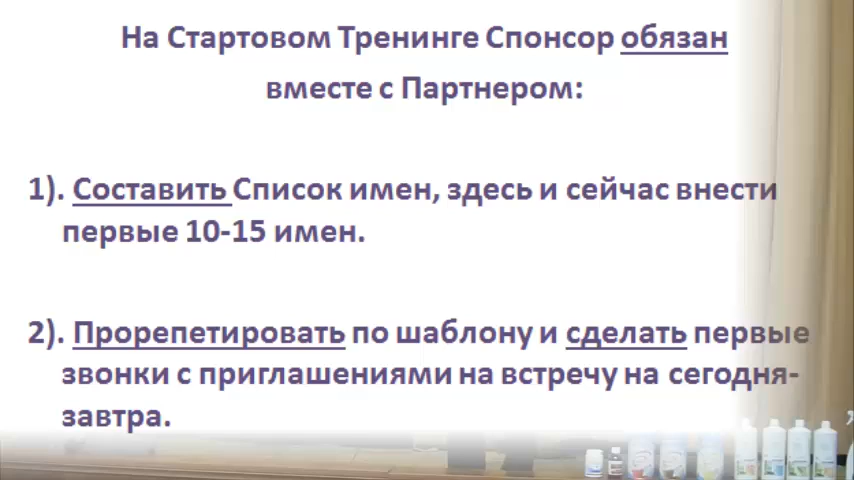 На Стартовом Тренинге Спонсор обязан
вместе с Партнером:
1). Составить Список имен, здесь и сейчас внести
первые 10-15 имен.
2). Прорепетировать по шаблону и сделать первые
звонки с приглашениями на встречу на сегодня-
завтра.